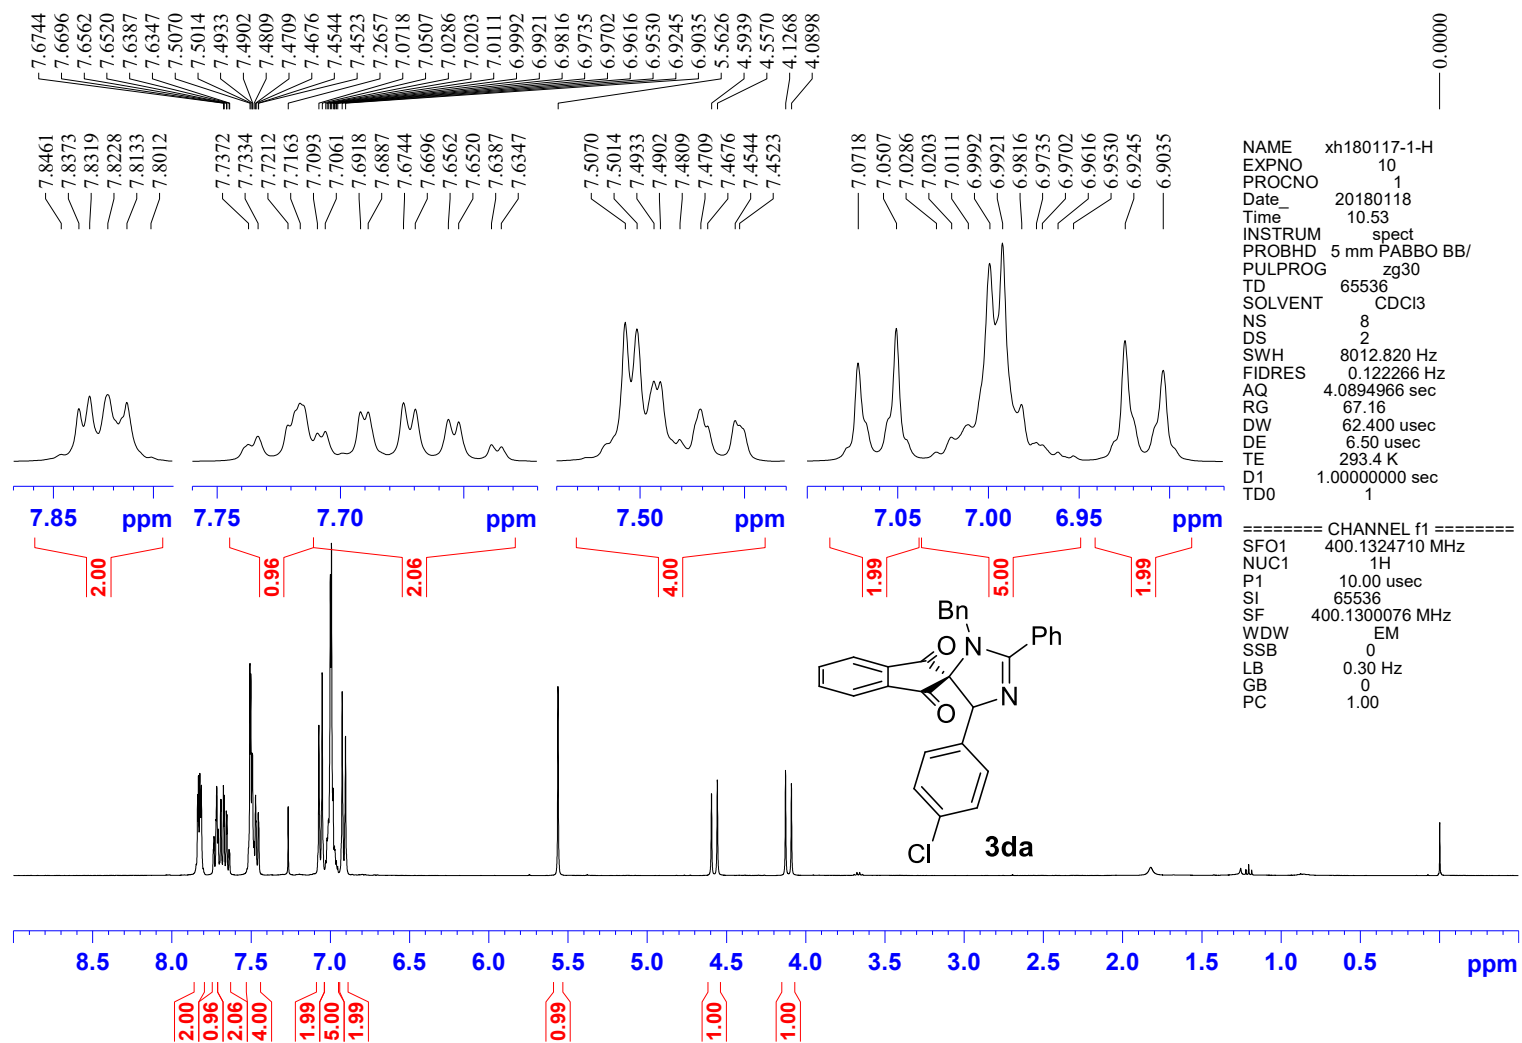 7.6744
7.6696
7.6562
7.6520
7.6387
7.6347
7.5070
7.5014
7.4933
7.4902
7.4809
7.4709
7.4676
7.4544
7.4523
7.2657
7.0718
7.0507
7.0286
7.0203
7.0111
6.9992
6.9921
6.9816
6.9735
6.9702
6.9616
6.9530
6.9245
6.9035
5.5626
4.5939
4.5570
4.1268
4.0898
0.0000
7.8461
7.8373
7.8319
7.8228
7.8133
7.8012
7.7372
7.7334
7.7212
7.7163
7.7093
7.7061
7.6918
7.6887
7.6744
7.6696
7.6562
7.6520
7.6387
7.6347
7.5070
7.5014
7.4933
7.4902
7.4809
7.4709
7.4676
7.4544
7.4523
7.0718
7.0507
7.0286
7.0203
7.0111
6.9992
6.9921
6.9816
6.9735
6.9702
6.9616
6.9530
6.9245
6.9035
NAME xh180117-1-H
EXPNO 10
PROCNO 1
Date_ 20180118
Time 10.53
INSTRUM spect
PROBHD 5 mm PABBO BB/
PULPROG zg30
TD 65536
SOLVENT CDCl3
NS 8
DS 2
SWH 8012.820 Hz
FIDRES 0.122266 Hz
AQ 4.0894966 sec
RG 67.16
DW 62.400 usec
DE 6.50 usec
TE 293.4 K
D1 1.00000000 sec
TD0 1
======== CHANNEL f1 ========
SFO1 400.1324710 MHz
NUC1 1H
P1 10.00 usec
SI 65536
SF 400.1300076 MHz
WDW EM
SSB 0
LB 0.30 Hz
GB 0
PC 1.00
7.85 ppm
7.75 7.70 ppm
7.50 ppm
7.05 7.00 6.95 ppm
2.00
0.96
2.06
4.00
1.99
5.00
1.99
Bn
O
N
Ph
N
O
Cl
3da
8.5 8.0 7.5 7.0 6.5 6.0 5.5 5.0 4.5 4.0 3.5 3.0 2.5 2.0 1.5 1.0 0.5 ppm
2.00
0.96
2.06
4.00
1.99
5.00
1.99
0.99
1.00
1.00